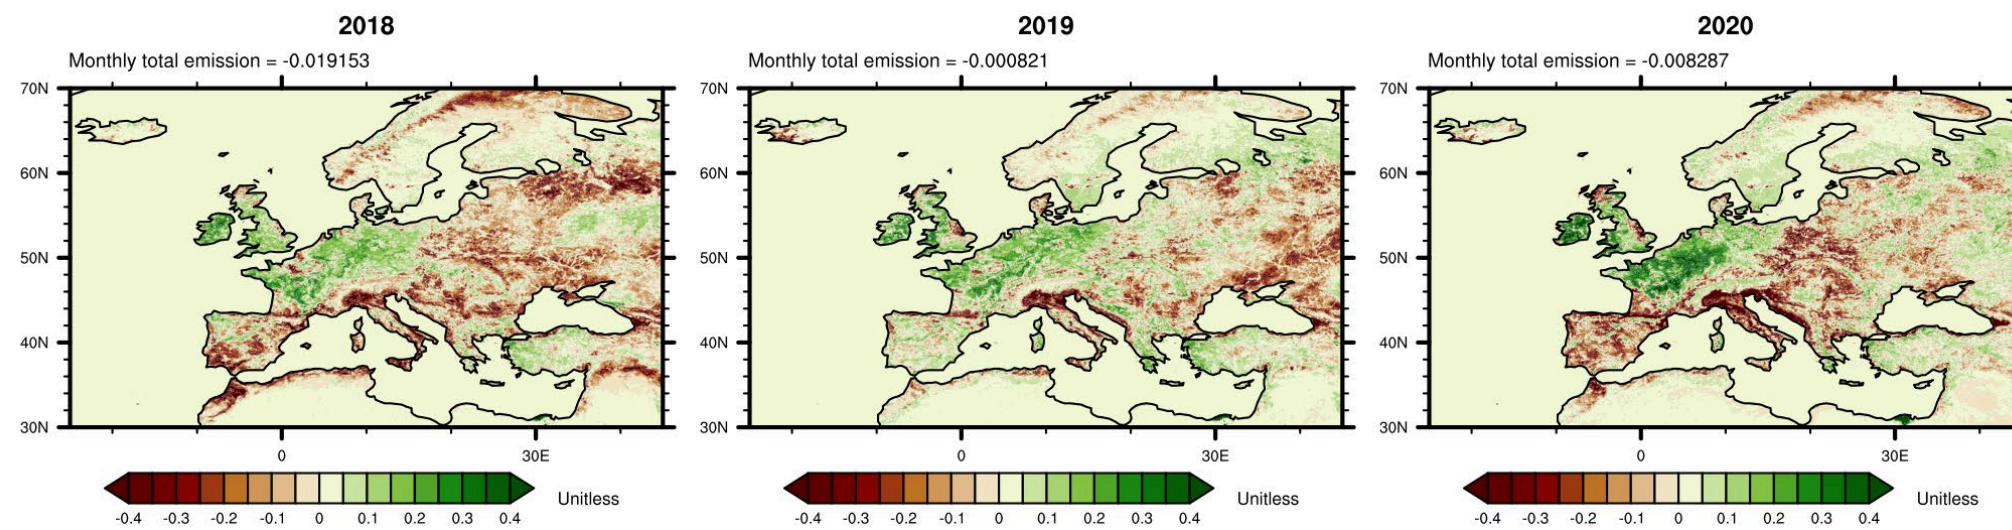 2018
Monthly total emission = -0.019153
70N
60N
50N
40N
30N
0
30E
-0.4
-0.3
-0.2
-0.1
0
0.1
0.2
0.3
0.4
Unitless
2019
Monthly total emission = -0.000821
70N
60N
50N
40N
30N
0
30E
-0.4
-0.3
-0.2
-0.1
0
0.1
0.2
0.3
0.4
Unitless
2020
Monthly total emission = -0.008287
70N
60N
50N
40N
30N
0
30E
-0.4
-0.3
-0.2
-0.1
0
0.1
0.2
0.3
0.4
Unitless